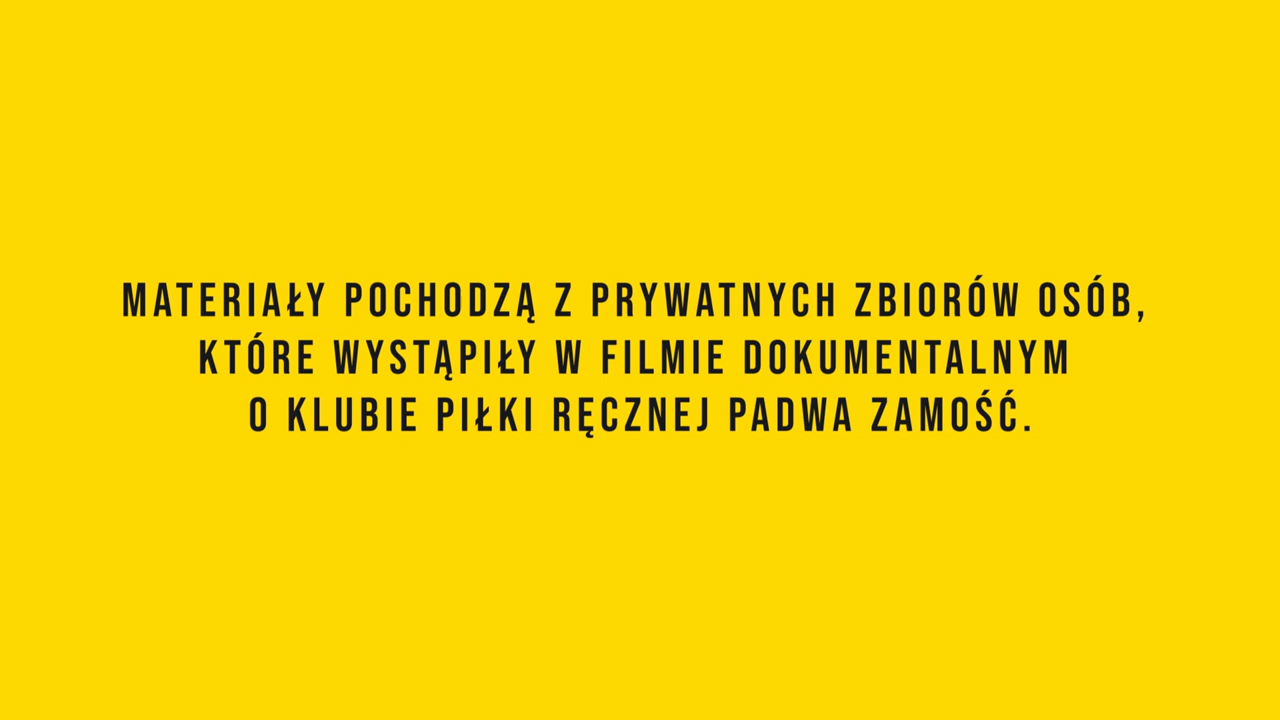 MATERIAŁY POCHODZĄ Z PRYWATNYCH ZBIORÓW OSÓB,
KTÓRE WYSTĄPIŁY W FILMIE DOKUMENTALNYM
O KLUBIE PIŁKI RĘCZNEJ PADWA ZAMOŚĆ.